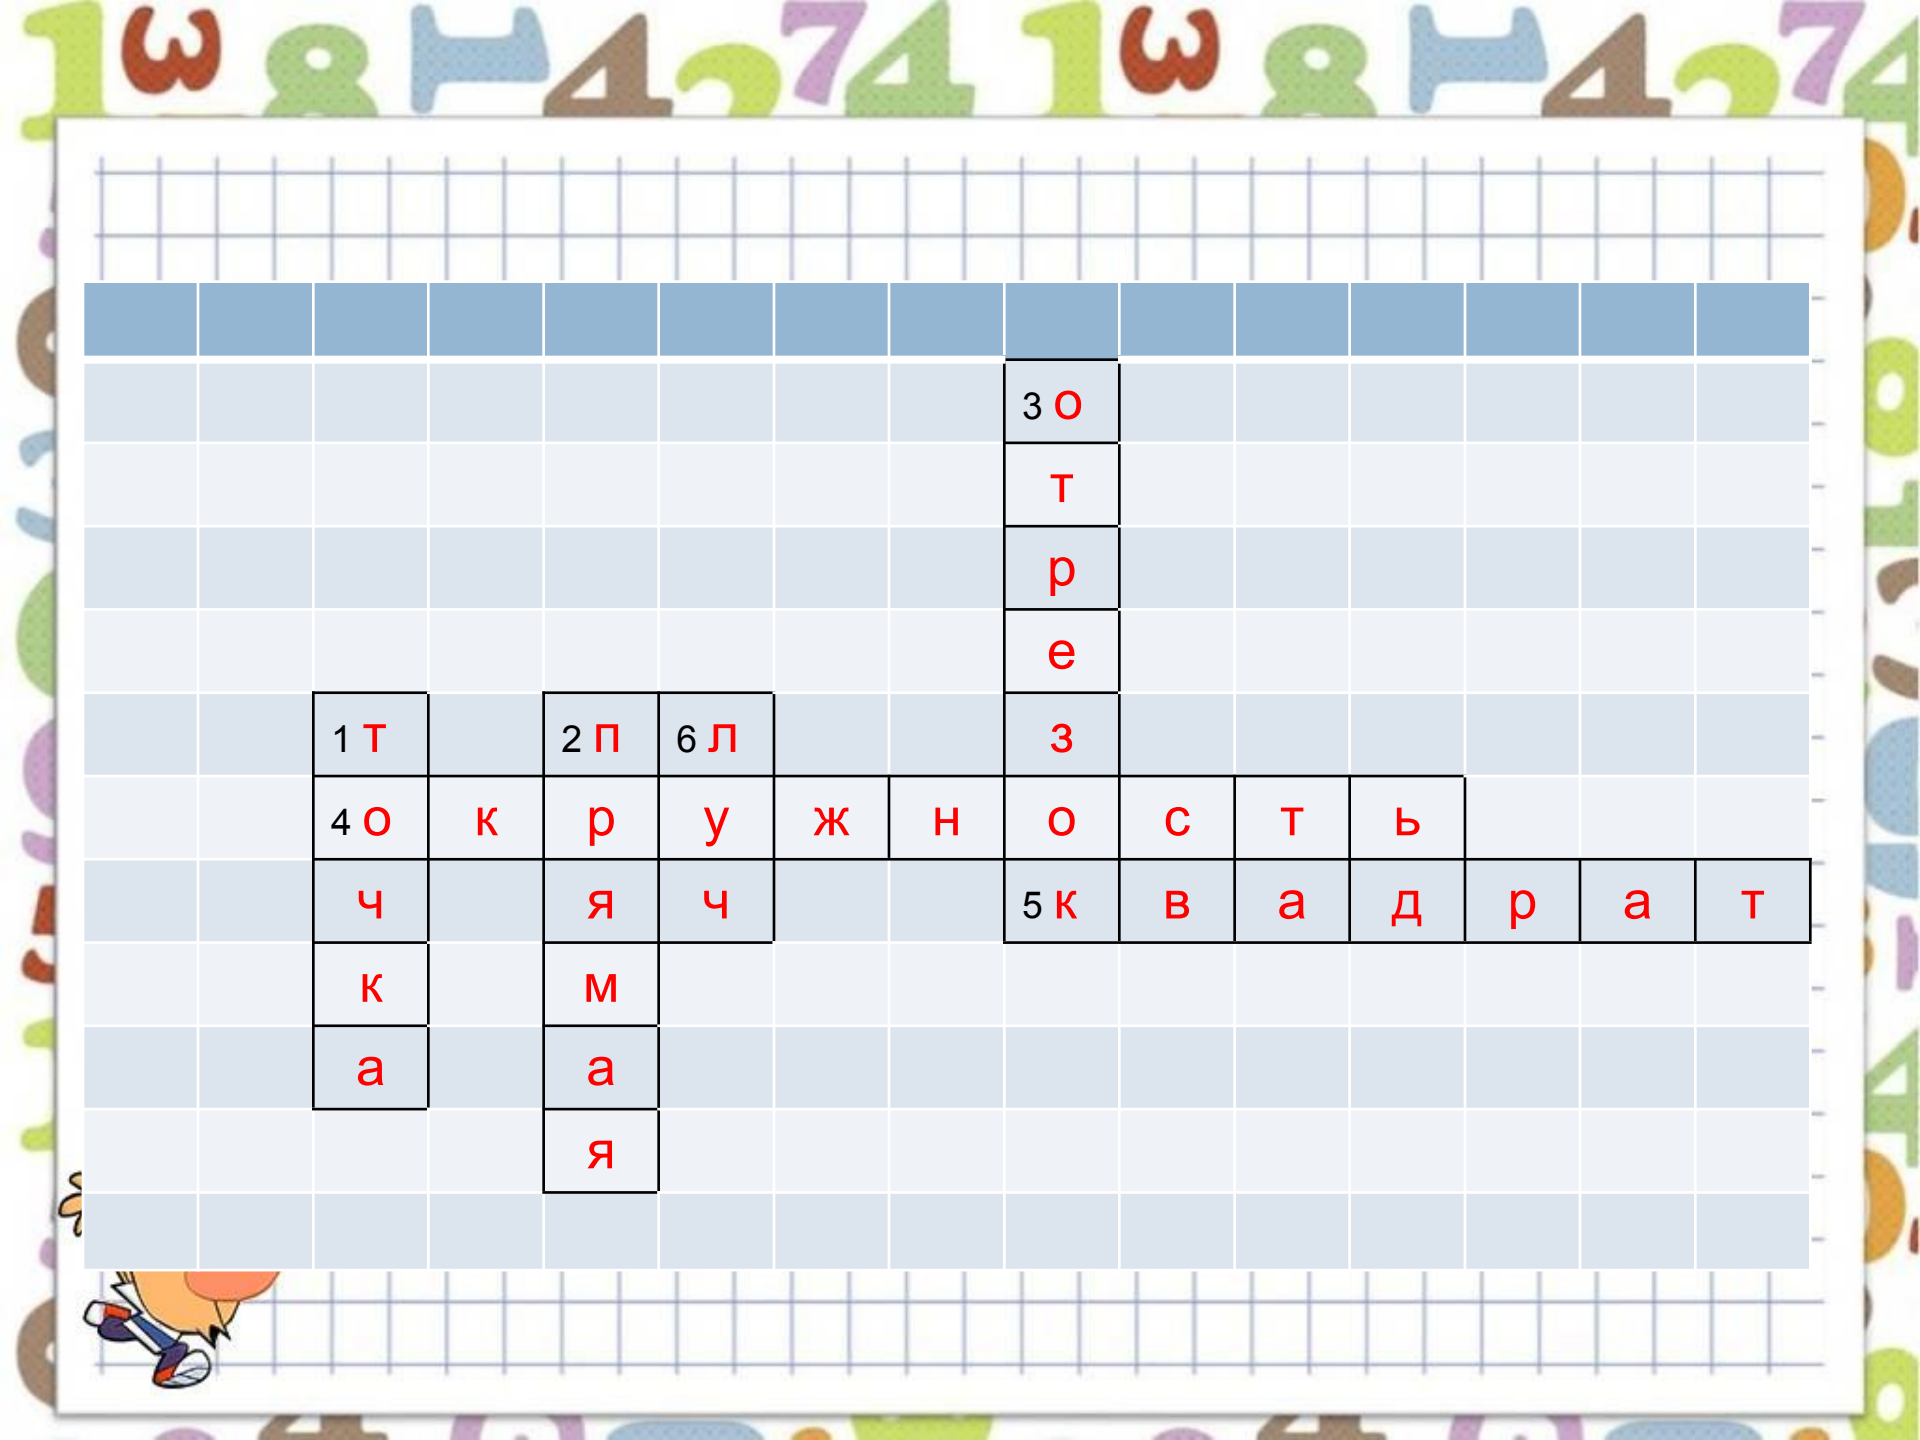 3 о
т
р
е
1 т 2 п 6 л з
4 о к р у ж н о с т ь
ч я ч 5 к в а д р а т
к м
а а
я